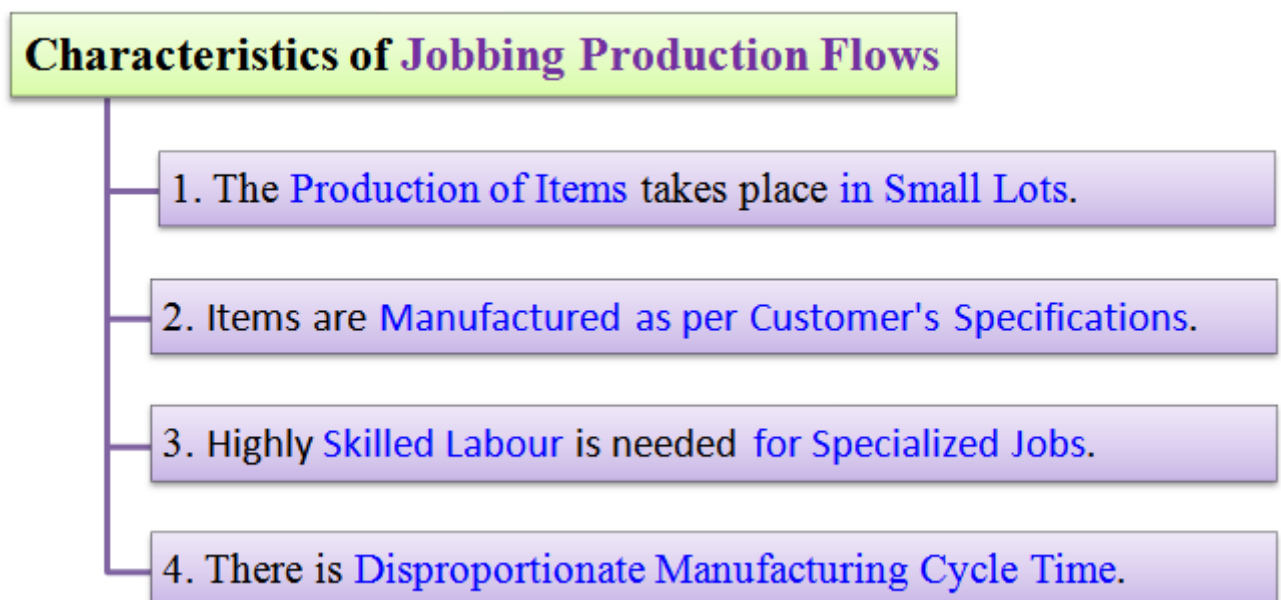 Characteristics of Jobbing Production Flows
1. The Production of Items takes place in Small Lots.
2. Items are Manufactured as per Customer's Specifications.
3. Highly Skilled Labour is needed for Specialized Jobs.
4. There is Disproportionate Manufacturing Cycle Time.